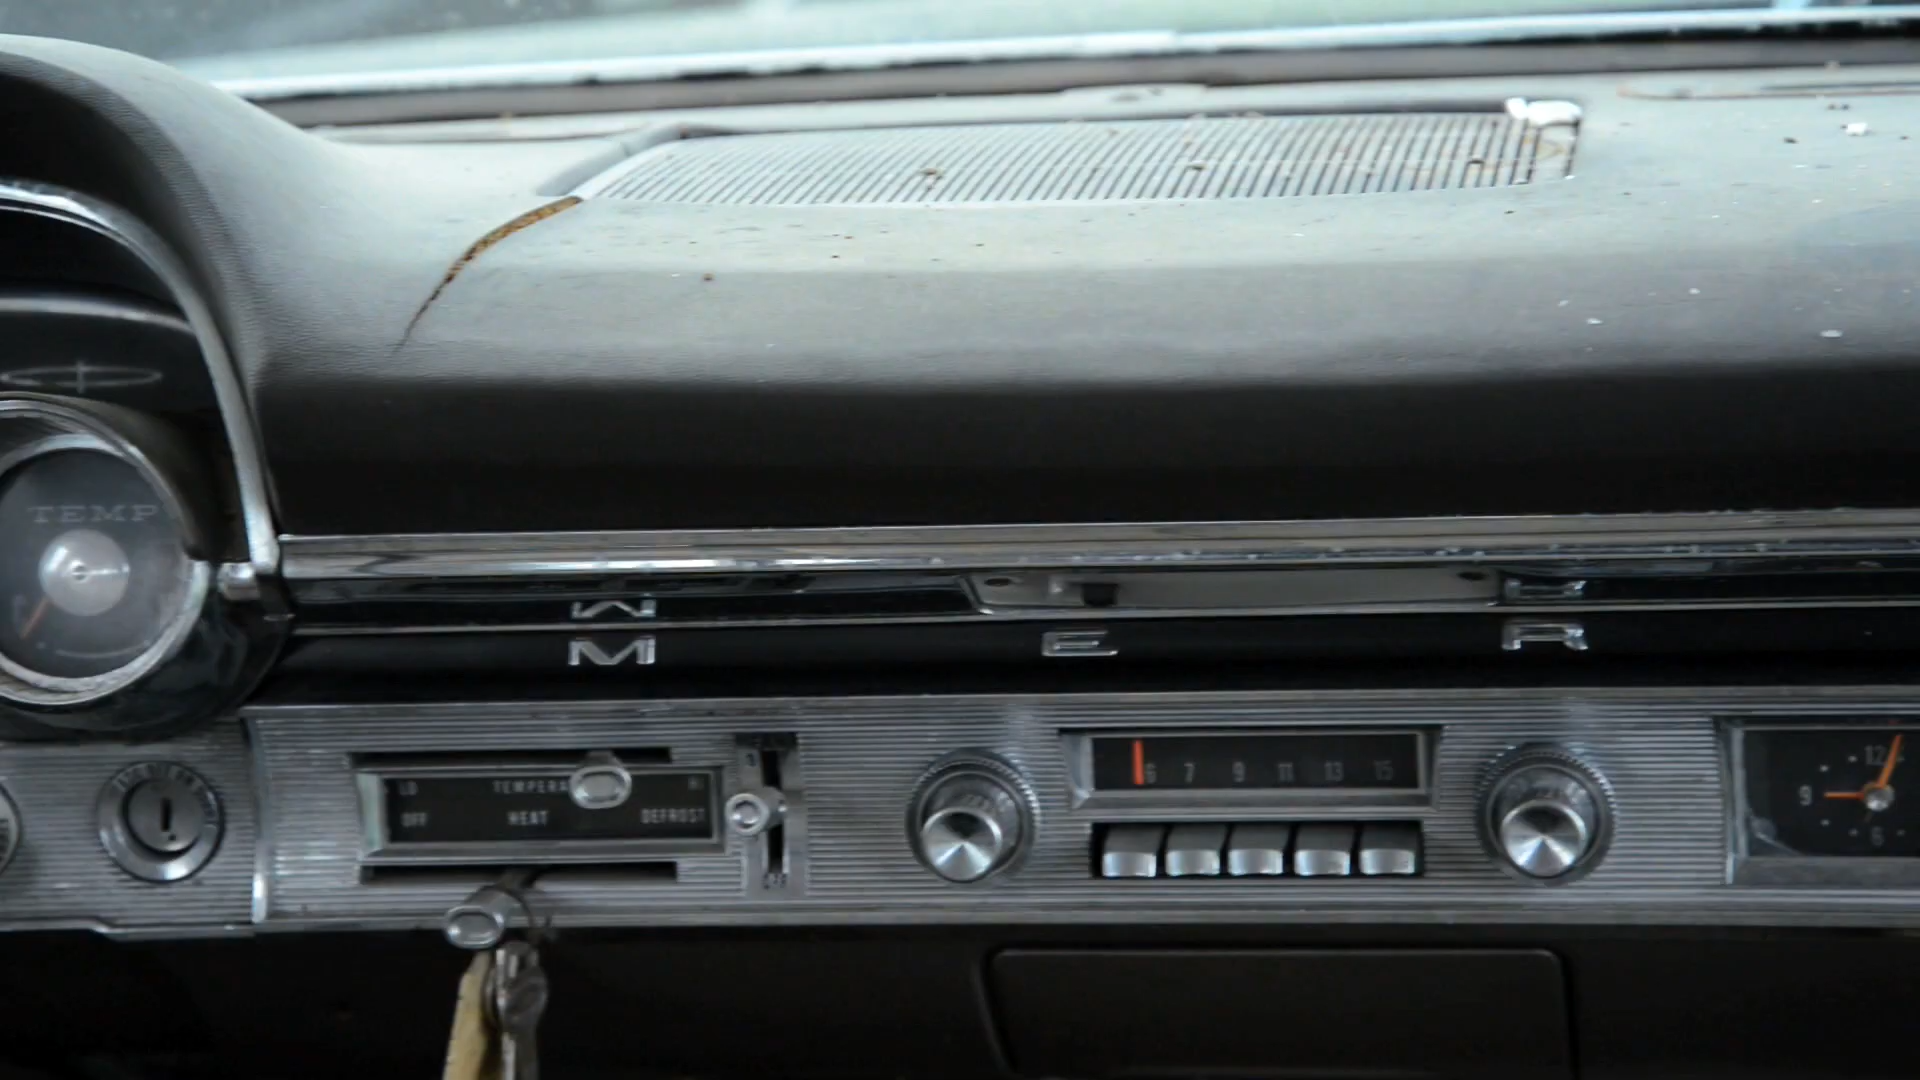 TEMP
M E R
LO TEMPERA HI
OFF HEAT DEFROST
6 7 9 11 13 15
12
9
6